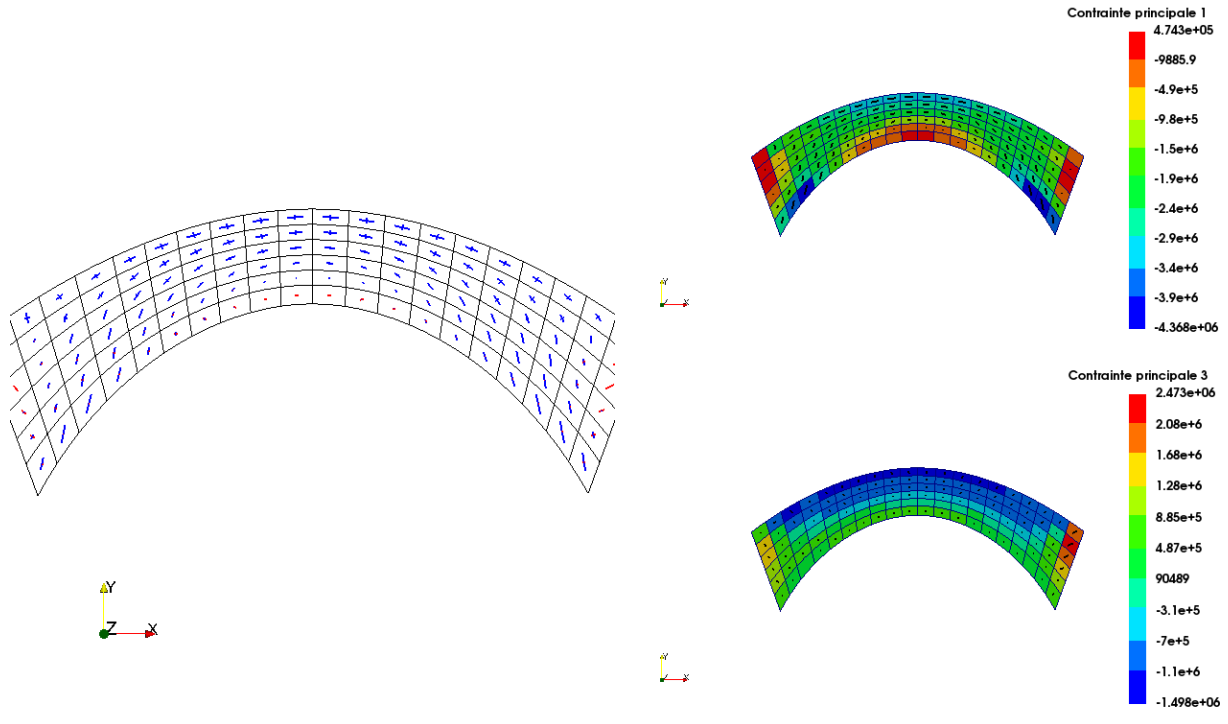 Contrainte principale 1
4.743e+05
-9885.9
-4.9e+5
-9.8e+5
-1.5e+6
-1.9e+6
-2.4e+6
-2.9e+6
-3.4e+6
-3.9e+6
-4.368e+06
Y
X
Contrainte principale 3
2.473e+06
2.08e+6
1.68e+6
1.28e+6
8.85e+5
4.87e+5
90489
-3.1e+5
-7e+5
-1.1e+6
-1.498e+06
Y
Z
X
Y
X